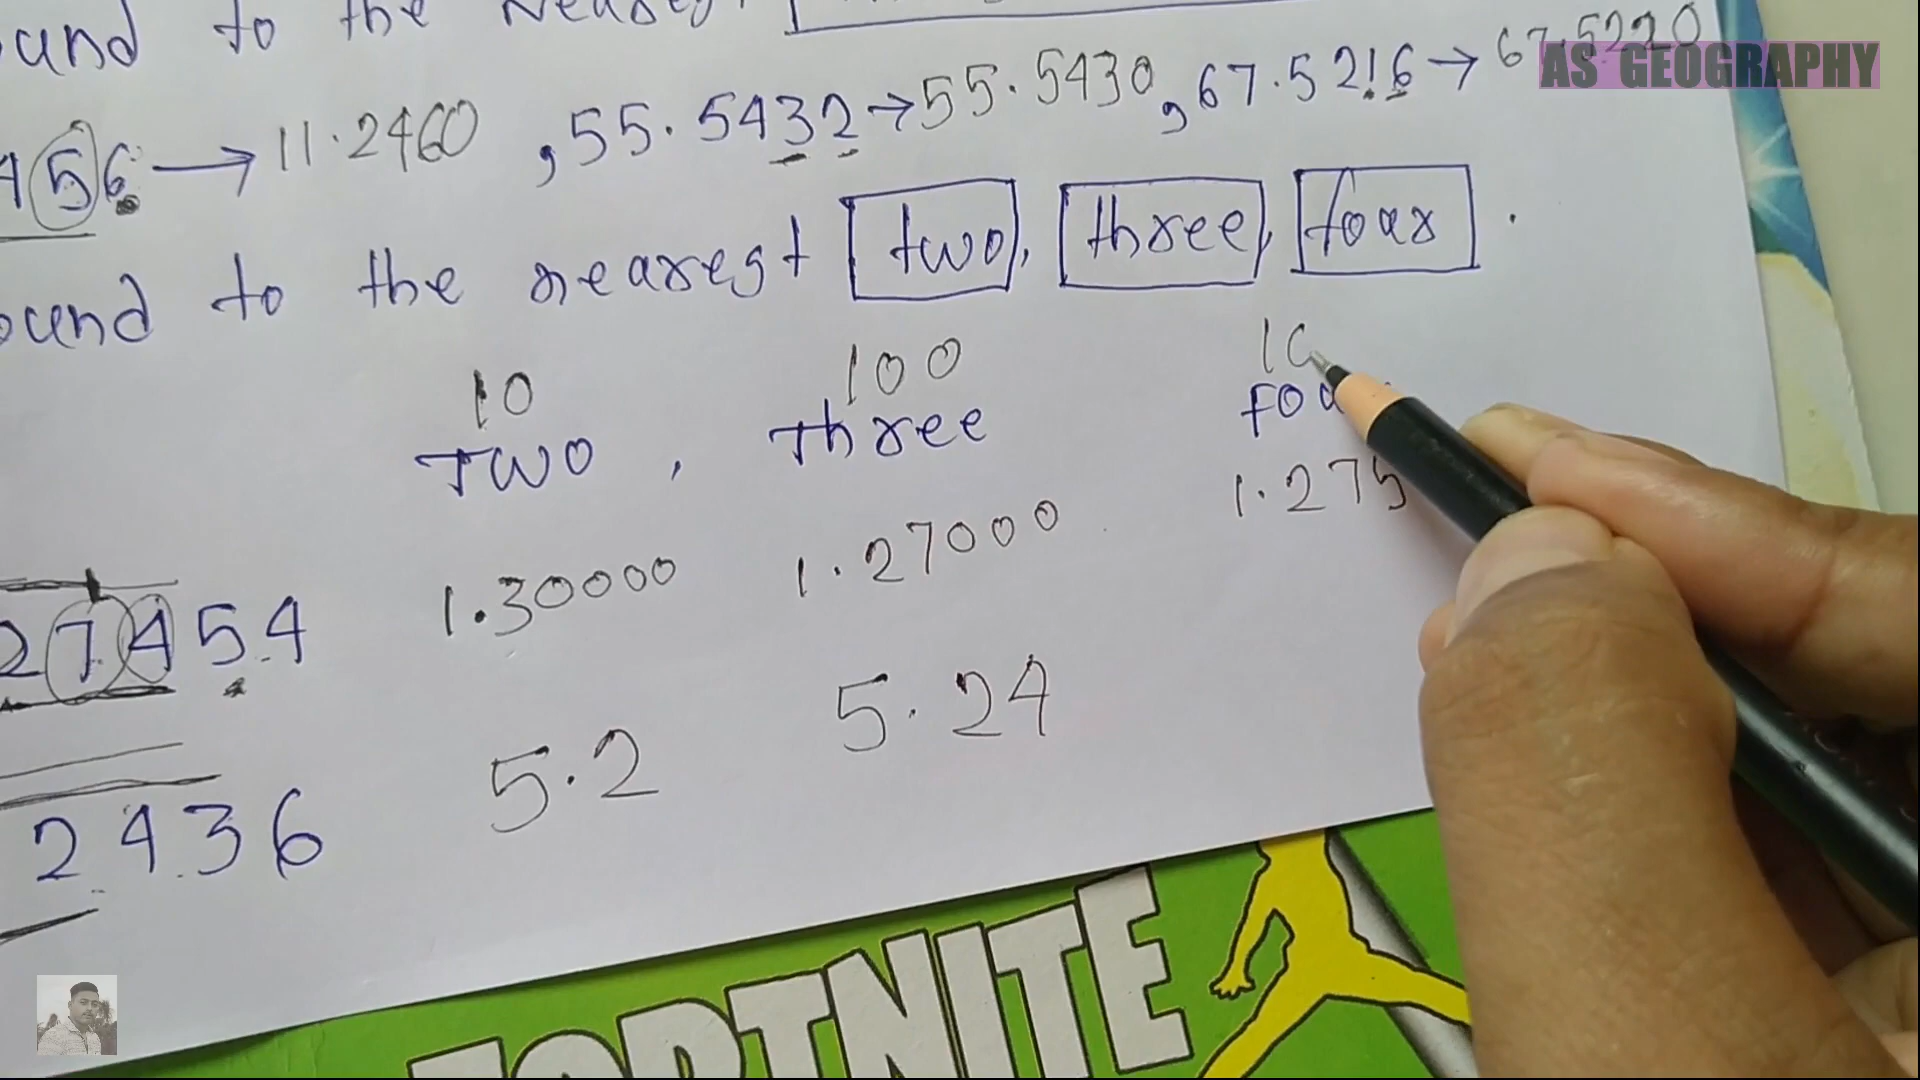 to the
AS GEOGRAPHY
56 → 11.2460 , 55.5432 → 55.5430 , 67.5216 → 67.5220
ound to the nearest two, three, four .
10 100
TWO , Three
1.275
27454 1.30000 1.27000
2436 5.2 5.24
FORTNITE